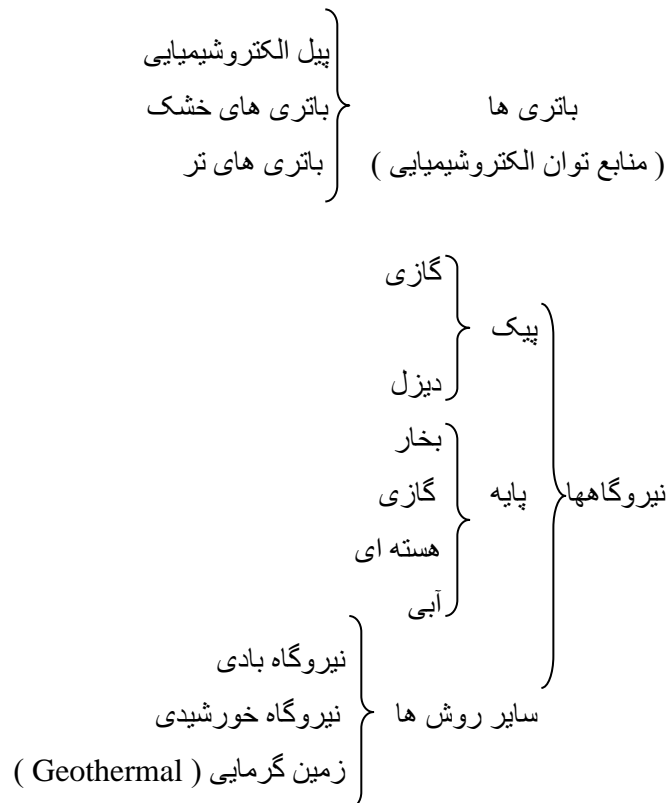 پیل الکتروشیمیایی
باتری ها
باتری های خشک
( منابع توان الکتروشیمیایی )
باتری های تر
گازی
پیک
دیزل
بخار
نیروگاهها
پایه
گازی
هسته ای
آبی
نیروگاه بادی
سایر روش ها
نیروگاه خورشیدی
زمین گرمایی ( Geothermal )